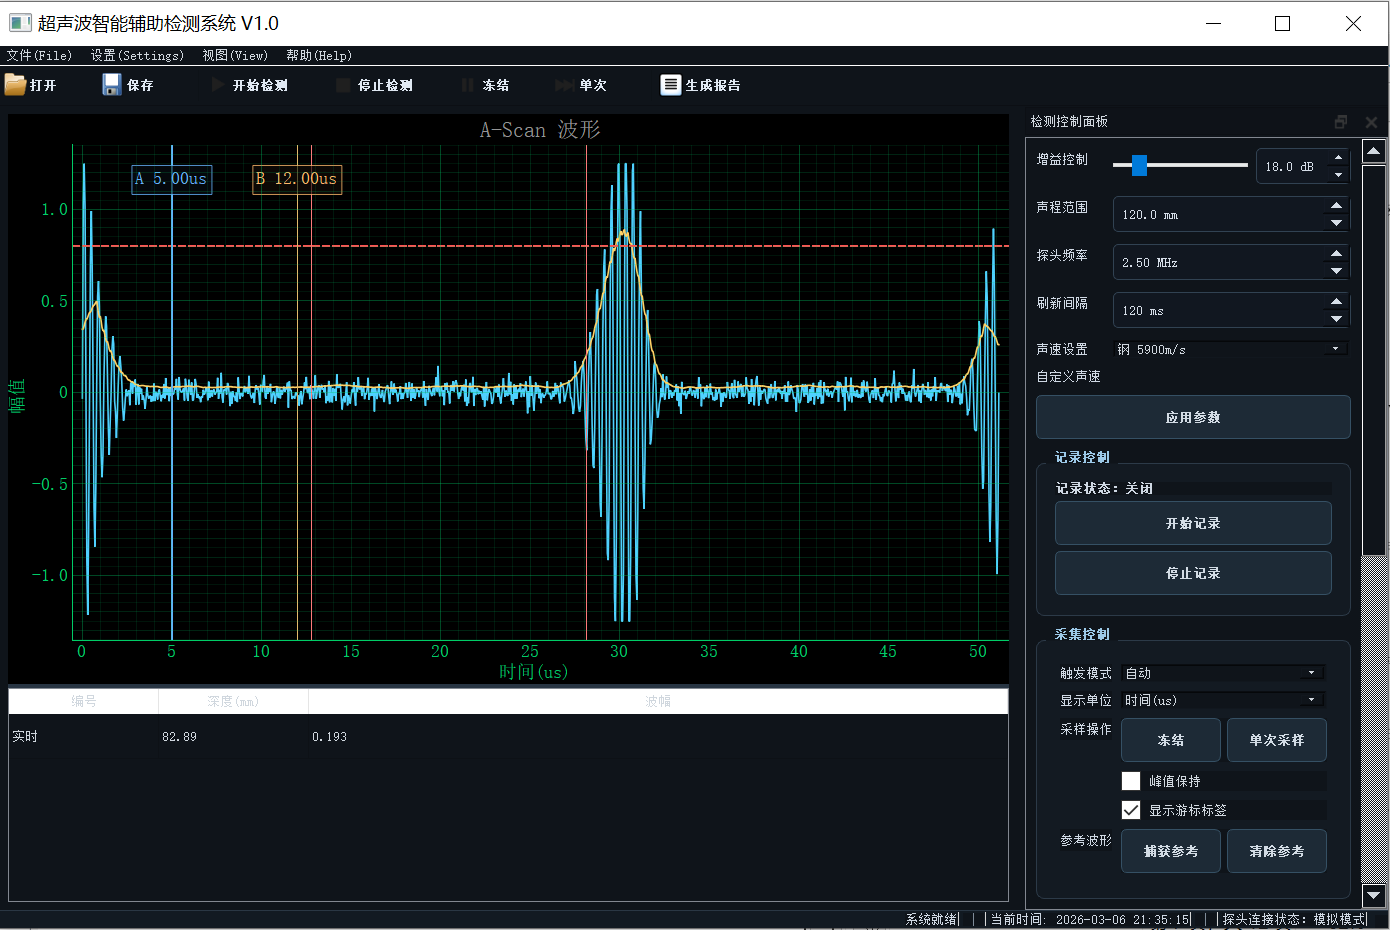 超声波智能辅助检测系统 V1.0
文件(File) 设置(Settings) 视图(View) 帮助(Help)
打开 保存 开始检测 停止检测 冻结 单次 生成报告
A-Scan 波形
A 5.00us
B 12.00us
1.0
0.5
0
-0.5
-1.0
幅值
0 5 10 15 20 25 30 35 40 45 50
时间(us)
编号 深度(mm) 波幅
实时 82.89 0.193
检测控制面板
增益控制 18.0 dB
声程范围 120.0 mm
探头频率 2.50 MHz
刷新间隔 120 ms
声速设置 钢 5900m/s
自定义声速
应用参数
记录控制
记录状态: 关闭
开始记录
停止记录
采集控制
触发模式 自动
显示单位 时间(us)
采样操作 冻结 单次采样
峰值保持
显示游标标签
参考波形 捕获参考 清除参考
系统就绪| | |当前时间: 2026-03-06 21:35:15| | |探头连接状态: 模拟模式|